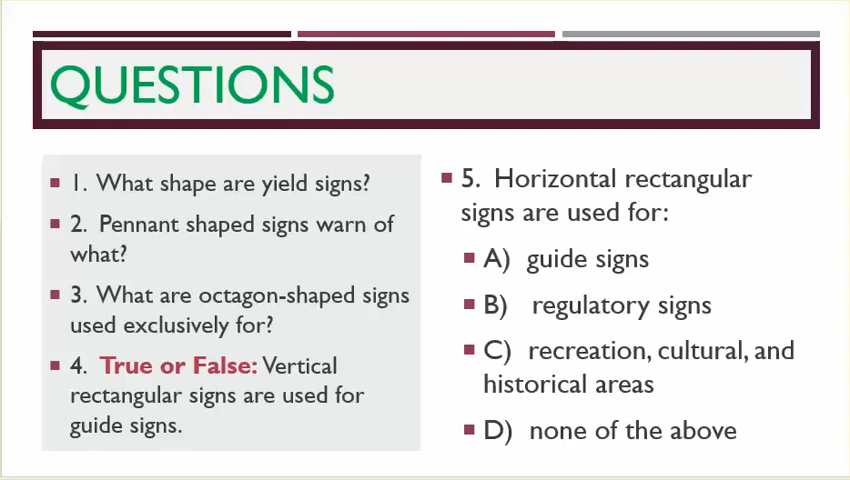 QUESTIONS
1. What shape are yield signs?
2. Pennant shaped signs warn of
what?
3. What are octagon-shaped signs
used exclusively for?
4. True or False: Vertical
rectangular signs are used for
guide signs.
5. Horizontal rectangular
signs are used for:
A) guide signs
B) regulatory signs
C) recreation, cultural, and
historical areas
D) none of the above